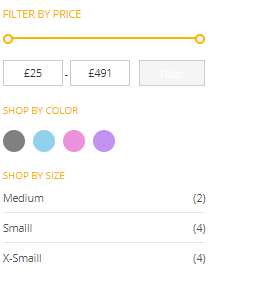 FILTER BY PRICE
£25 - £491 Filter
SHOP BY COLOR
SHOP BY SIZE
Medium (2)
Smaill (4)
X-Smaill (4)